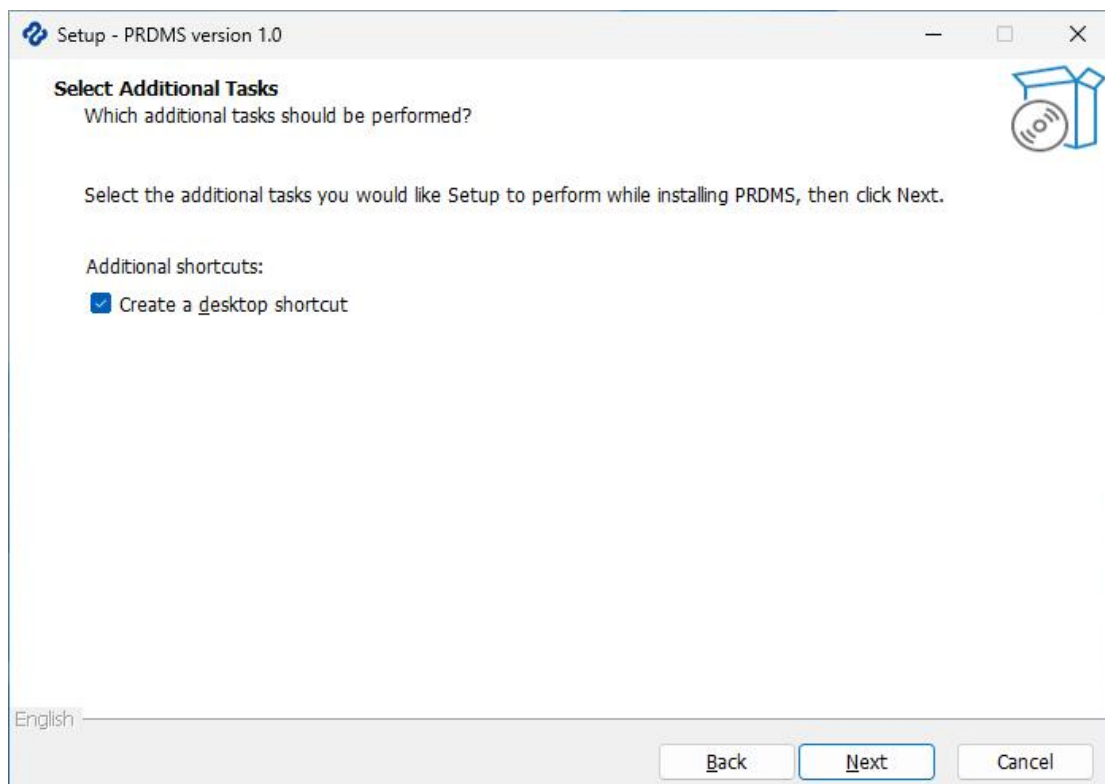 Setup - PRDMS version 1.0
Select Additional Tasks
Which additional tasks should be performed?
Select the additional tasks you would like Setup to perform while installing PRDMS, then click Next.
Additional shortcuts:
Create a desktop shortcut
English
Back Next Cancel